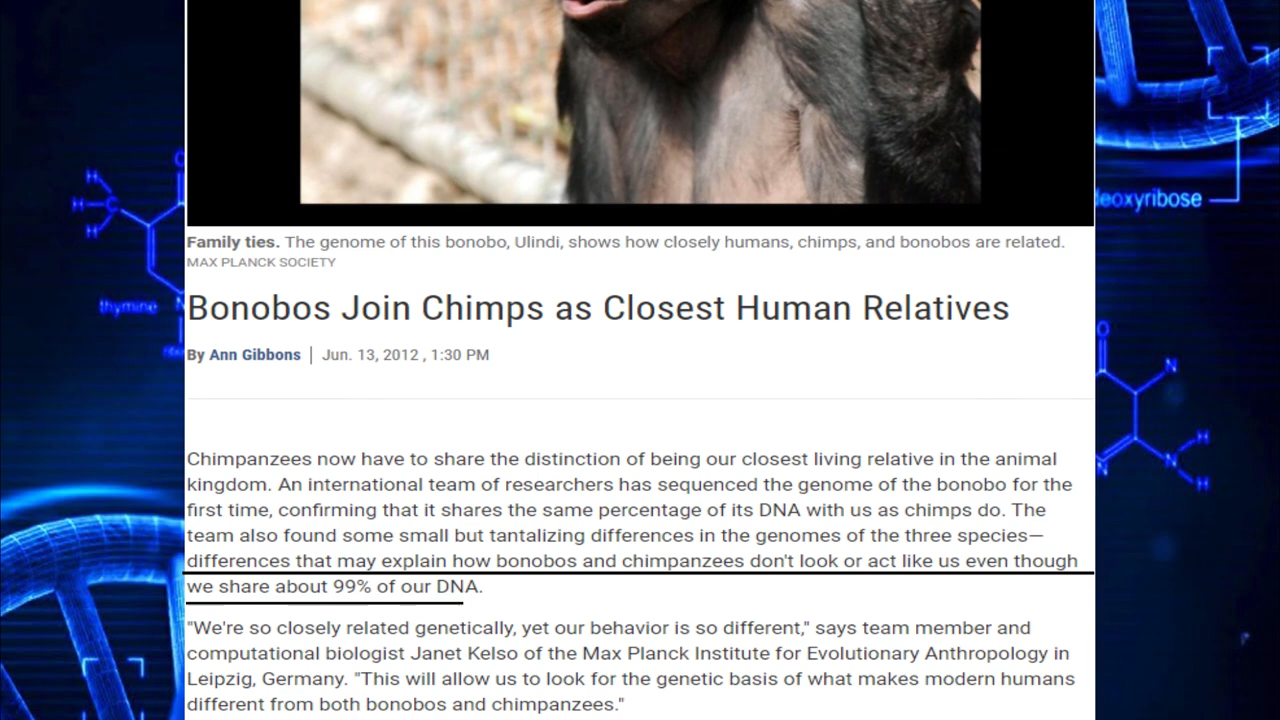 Family ties. The genome of this bonobo, Ulindi, shows how closely humans, chimps, and bonobos are related.
MAX PLANCK SOCIETY
Bonobos Join Chimps as Closest Human Relatives
By Ann Gibbons | Jun. 13, 2012 , 1:30 PM
Chimpanzees now have to share the distinction of being our closest living relative in the animal
kingdom. An international team of researchers has sequenced the genome of the bonobo for the
first time, confirming that it shares the same percentage of its DNA with us as chimps do. The
team also found some small but tantalizing differences in the genomes of the three species—
differences that may explain how bonobos and chimpanzees don't look or act like us even though
we share about 99% of our DNA.
"We're so closely related genetically, yet our behavior is so different," says team member and
computational biologist Janet Kelso of the Max Planck Institute for Evolutionary Anthropology in
Leipzig, Germany. "This will allow us to look for the genetic basis of what makes modern humans
different from both bonobos and chimpanzees."
O
H
H C
H
thymine N
deoxyribose
O
N
H
N N
H